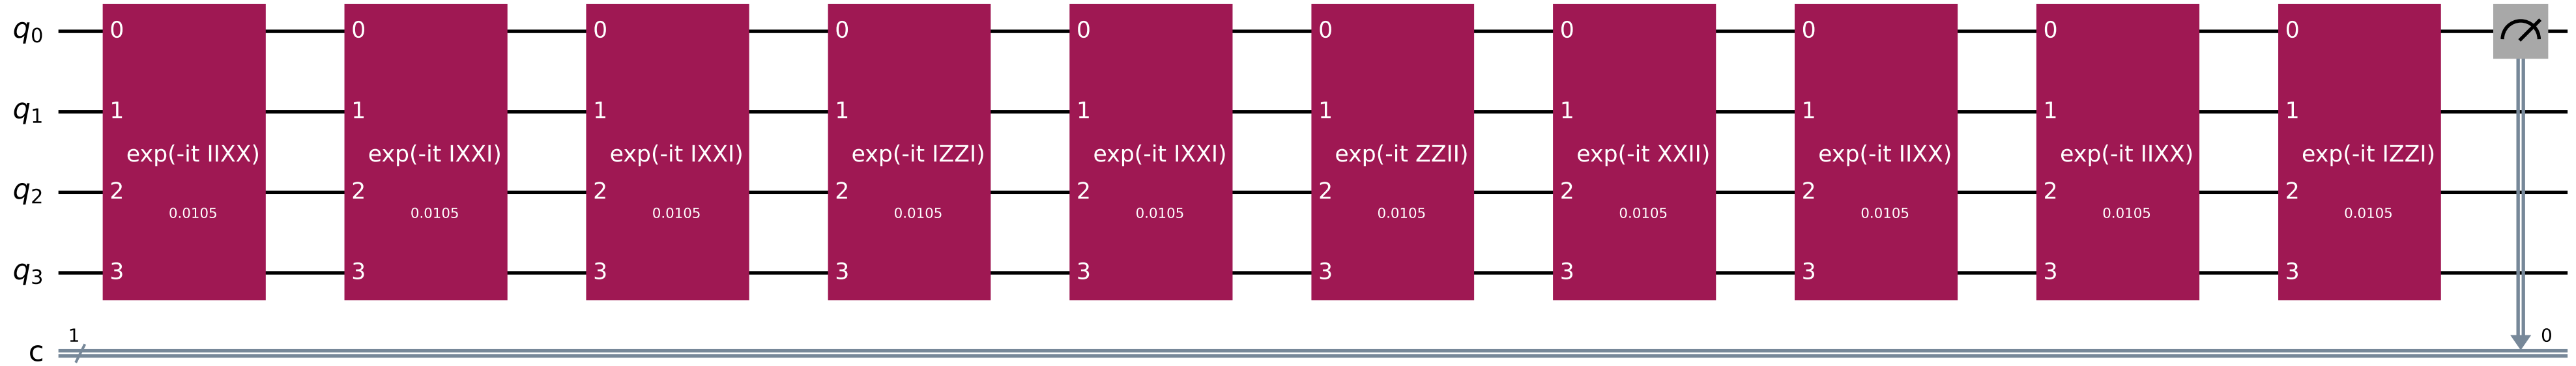 q0 0 0 0 0 0 0 0 0 0 0
q1 1 1 1 1 1 1 1 1 1 1
exp(-it IIXX) exp(-it IXXI) exp(-it IXXI) exp(-it IZZI) exp(-it IXXI) exp(-it ZZII) exp(-it XXII) exp(-it IIXX) exp(-it IIXX) exp(-it IZZI)
q2 2 2 2 2 2 2 2 2 2 2
0.0105 0.0105 0.0105 0.0105 0.0105 0.0105 0.0105 0.0105 0.0105 0.0105
q3 3 3 3 3 3 3 3 3 3 3
1 0
c